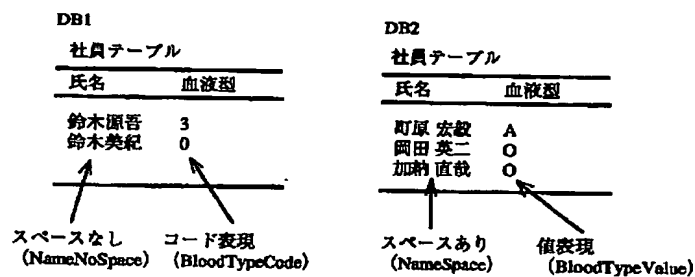 DB1
社員テーブル
氏名 血液型
鈴木源吾 3
鈴木美紀 0
スペースなし
(NameNoSpace)
コード表現
(BloodTypeCode)
DB2
社員テーブル
氏名 血液型
町原 宏毅 A
岡田 英二 O
加納 直哉 O
スペースあり
(NameSpace)
値表現
(BloodTypeValue)